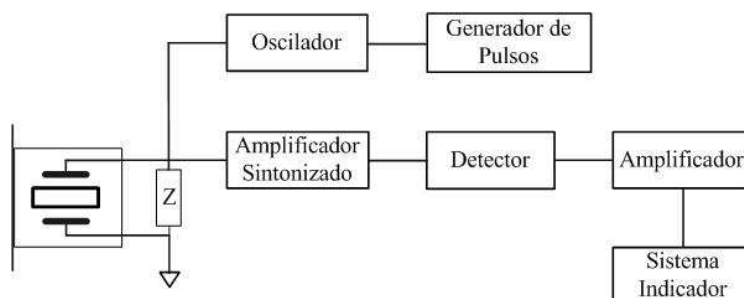 Oscilador
Generador de
Pulsos
Amplificador
Sintonizado
Detector
Amplificador
Z
Sistema
Indicador